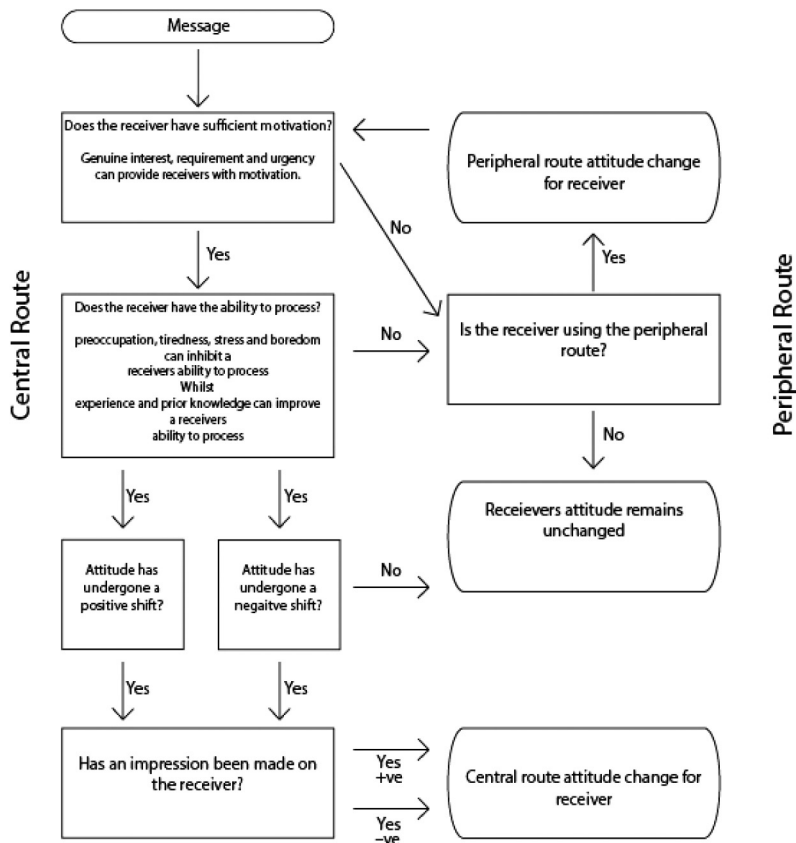 Message
Does the receiver have sufficient motivation?
Genuine interest, requirement and urgency
can provide receivers with motivation.
Peripheral route attitude change
for receiver
No
Yes
Yes
Central Route
Peripheral Route
Does the receiver have the ability to process?
preoccupation, tiredness, stress and boredom
can inhibit a
receivers ability to process
Whilst
experience and prior knowledge can improve
a receivers
ability to process
No
Is the receiver using the peripheral
route?
No
Yes
Yes
Receievers attitude remains
unchanged
Attitude has
undergone a
positive shift?
Attitude has
undergone a
negaitve shift?
No
Yes
Yes
Has an impression been made on
the receiver?
Yes
+ve
Yes
–ve
Central route attitude change for
receiver